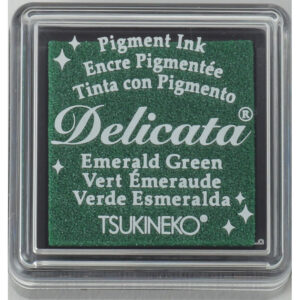 Pigment Ink
Encre Pigmentée
Tinta con Pigmento
Delicata®
Emerald Green
Vert Émeraude
Verde Esmeralda
TSUKINEKO®